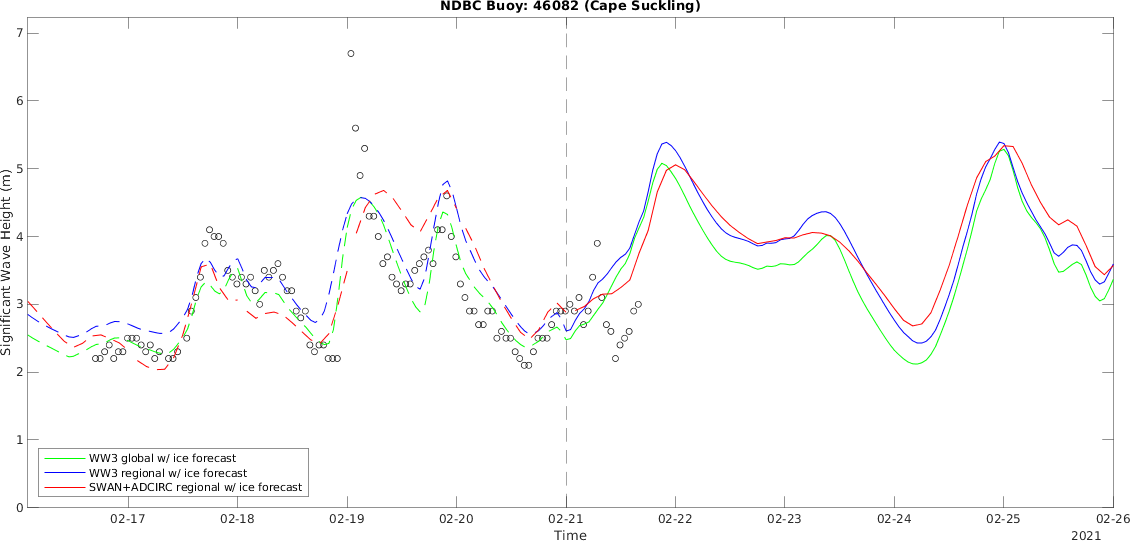 NDBC Buoy: 46082 (Cape Suckling)
7
6
5
4
3
2
1
0
Significant Wave Height (m)
WW3 global w/ ice forecast
WW3 regional w/ ice forecast
SWAN+ADCIRC regional w/ ice forecast
02-17 02-18 02-19 02-20 02-21 02-22 02-23 02-24 02-25 02-26
Time
2021